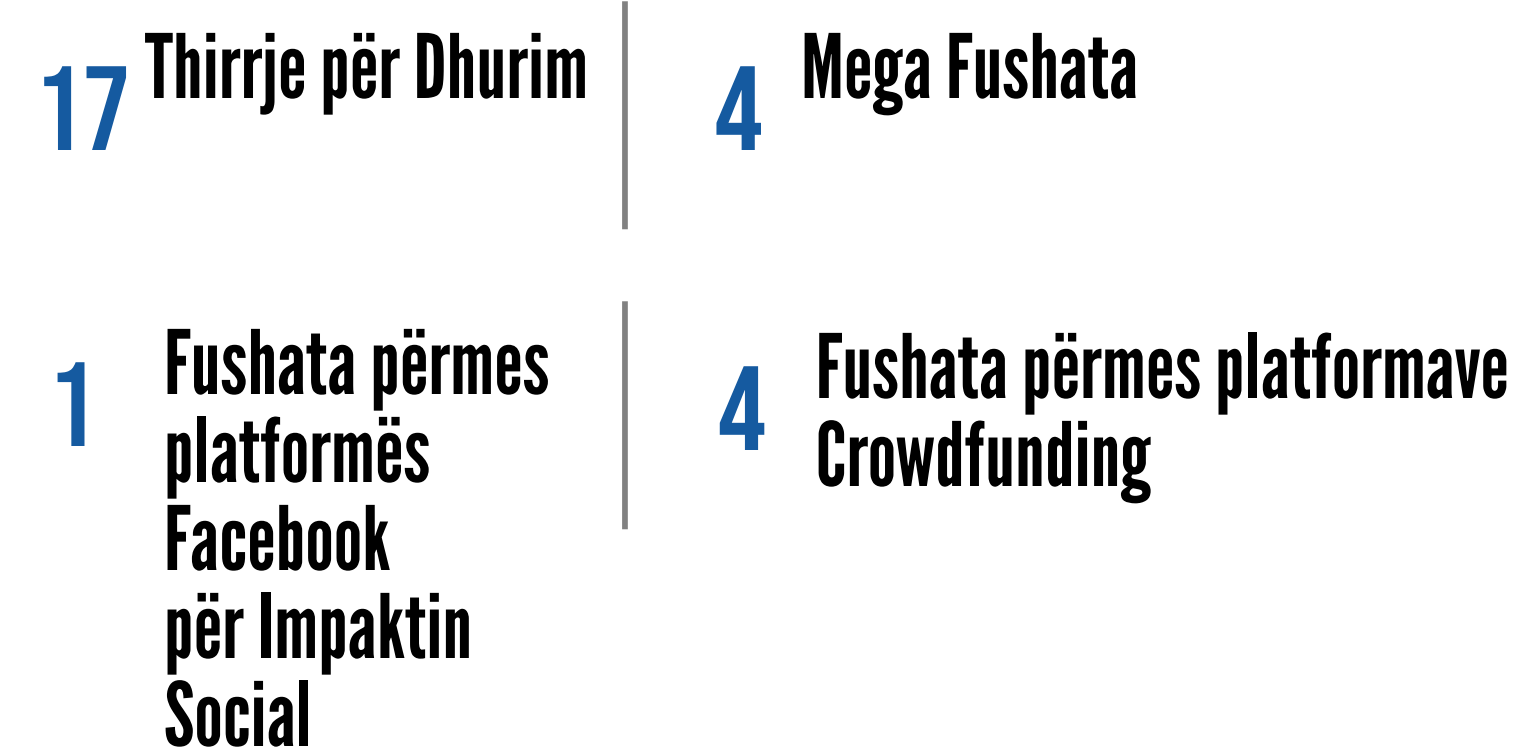 17 Thirrje për Dhurim
4 Mega Fushata
1 Fushata përmes
platformës
Facebook
për Impaktin
Social
4 Fushata përmes platformave
Crowdfunding